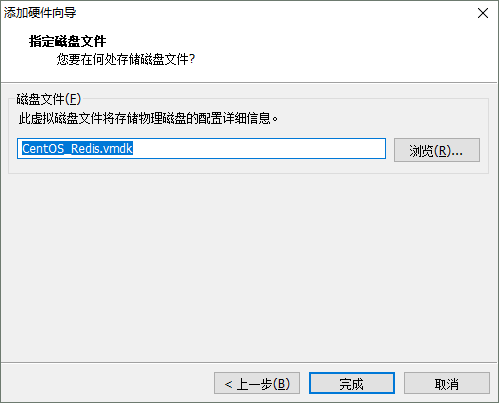 添加硬件向导
指定磁盘文件
您要在何处存储磁盘文件?
磁盘文件(F)
此虚拟磁盘文件将存储物理磁盘的配置详细信息。
CentOS_Redis.vmdk
浏览(R)...
< 上一步(B)
完成
取消